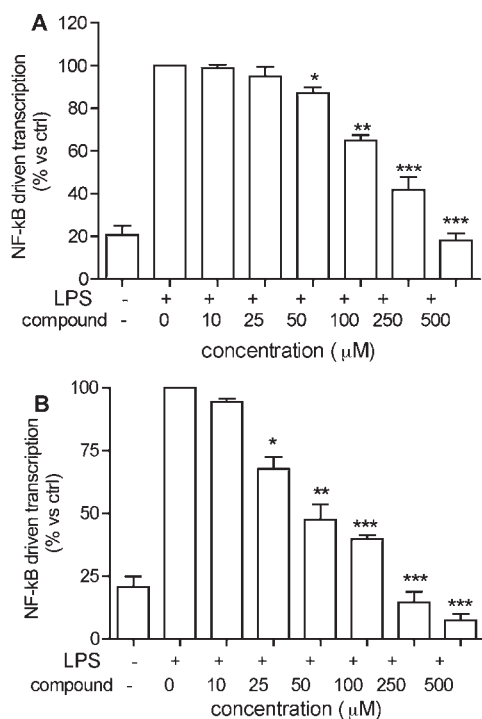 A
NF-kB driven transcription
(% vs ctrl)
120
100
80
60
40
20
0
* ** *** ***
LPS - + + + + + + +
compound - 0 10 25 50 100 250 500
concentration ( μM)
B
NF-kB driven transcription
(% vs ctrl)
100
75
50
25
0
* ** *** *** ***
LPS - + + + + + + +
compound - 0 10 25 50 100 250 500
concentration (μM)